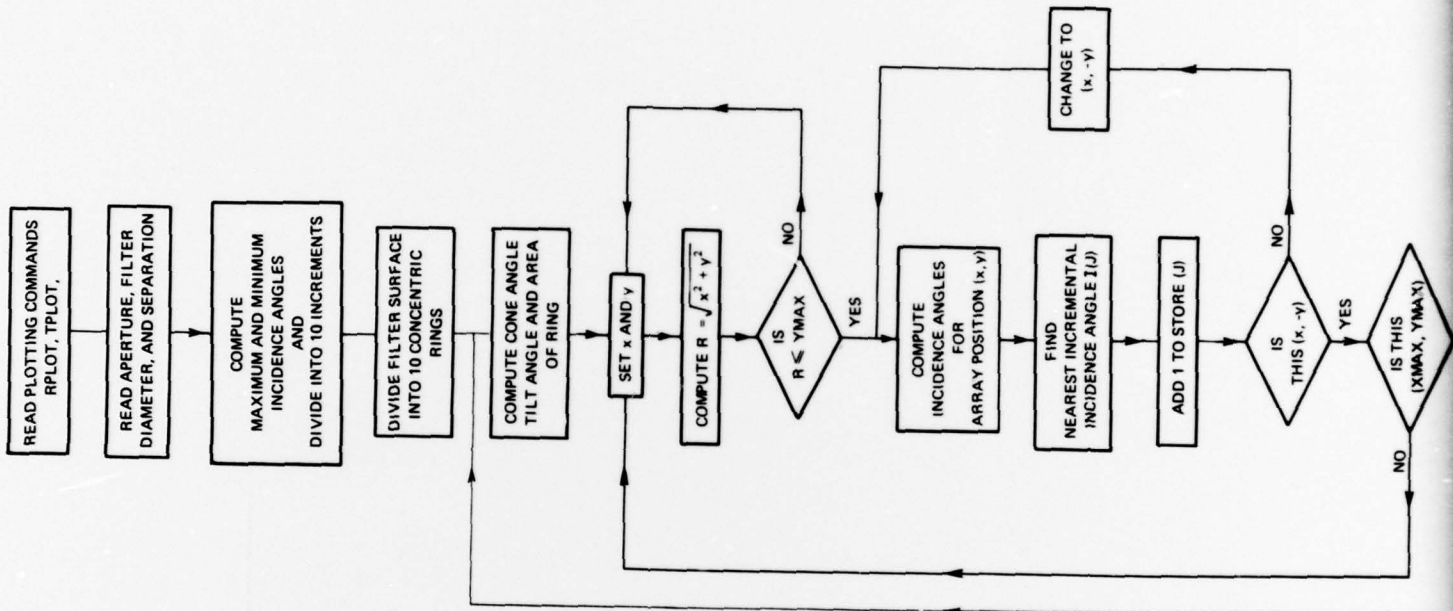 READ PLOTTING COMMANDS
RPLOT, TPLOT,
READ APERTURE, FILTER
DIAMETER, AND SEPARATION
COMPUTE
MAXIMUM AND MINIMUM
INCIDENCE ANGLES
AND
DIVIDE INTO 10 INCREMENTS
DIVIDE FILTER SURFACE
INTO 10 CONCENTRIC
RINGS
COMPUTE CONE ANGLE
TILT ANGLE AND AREA
OF RING
SET x AND y
COMPUTE R = √x² + y²
IS
R ⩽ YMAX
NO
YES
COMPUTE
INCIDENCE ANGLES
FOR
ARRAY POSITION (x,y)
FIND
NEAREST INCREMENTAL
INCIDENCE ANGLE I(J)
ADD 1 TO STORE (J)
IS
THIS (x, -y)
NO
CHANGE TO
(x, -y)
YES
IS THIS
(XMAX, YMAX)
NO